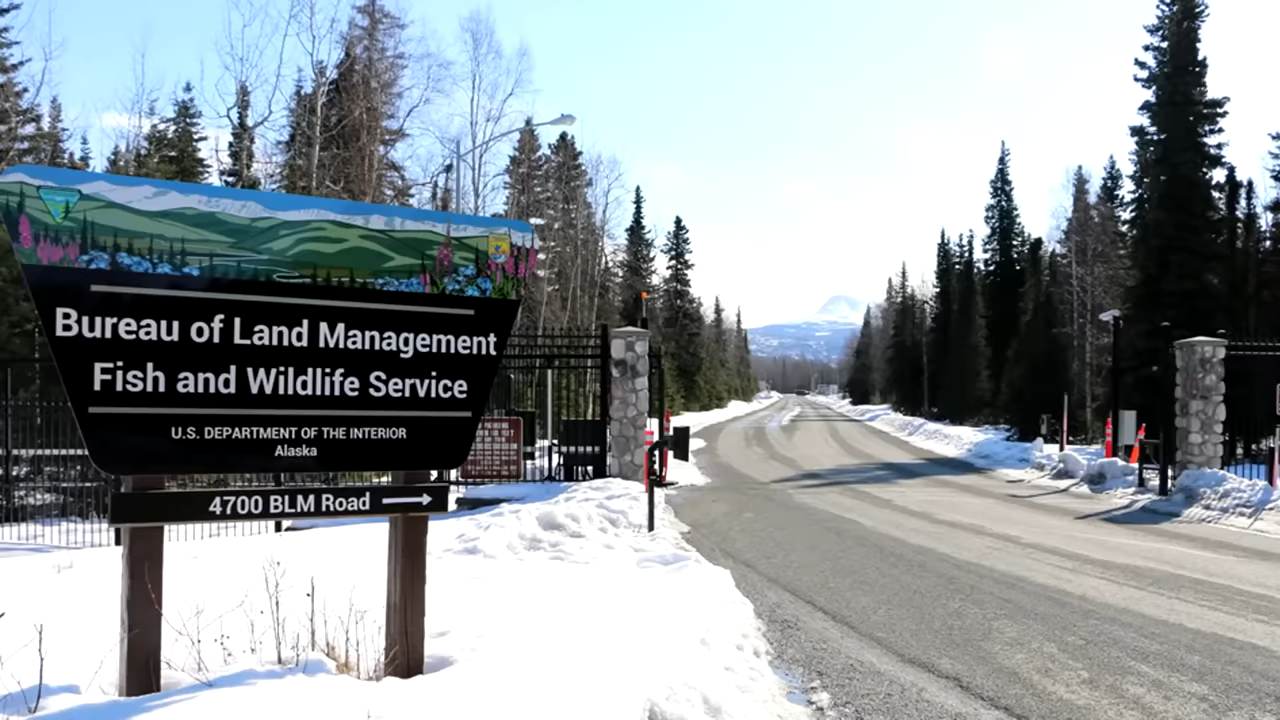 Bureau of Land Management
Fish and Wildlife Service
U.S. DEPARTMENT OF THE INTERIOR
Alaska
4700 BLM Road